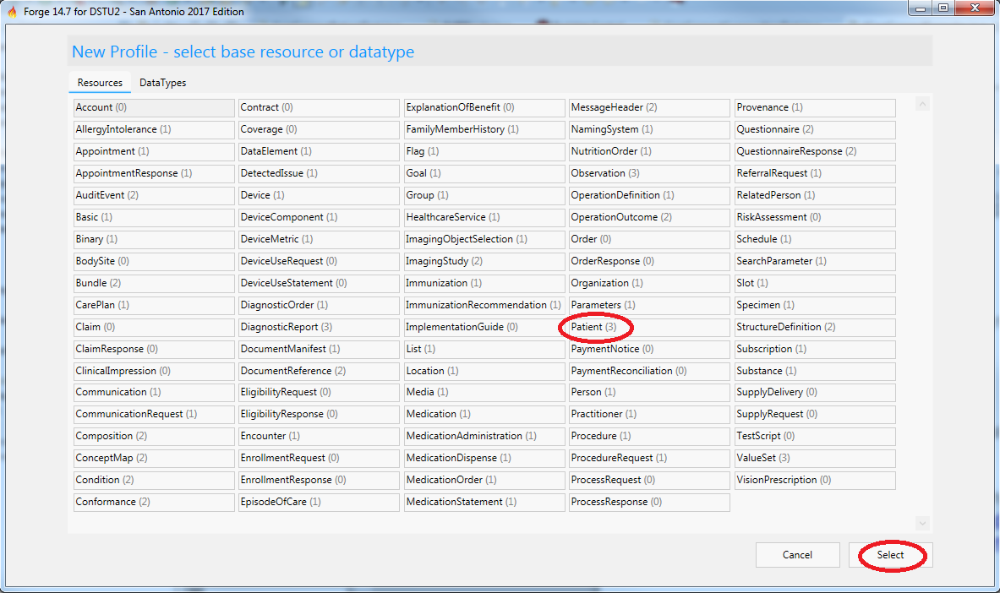 Forge 14.7 for DSTU2 - San Antonio 2017 Edition
New Profile - select base resource or datatype
Resources DataTypes
Account (0) Contract (0) ExplanationOfBenefit (0) MessageHeader (2) Provenance (1)
AllergyIntolerance (1) Coverage (0) FamilyMemberHistory (1) NamingSystem (1) Questionnaire (2)
Appointment (1) DataElement (1) Flag (1) NutritionOrder (1) QuestionnaireResponse (2)
AppointmentResponse (1) DetectedIssue (1) Goal (1) Observation (3) ReferralRequest (1)
AuditEvent (2) Device (1) Group (1) OperationDefinition (1) RelatedPerson (1)
Basic (1) DeviceComponent (1) HealthcareService (1) OperationOutcome (2) RiskAssessment (0)
Binary (1) DeviceMetric (1) ImagingObjectSelection (1) Order (0) Schedule (1)
BodySite (0) DeviceUseRequest (0) ImagingStudy (2) OrderResponse (0) SearchParameter (1)
Bundle (2) DeviceUseStatement (0) Immunization (1) Organization (1) Slot (1)
CarePlan (1) DiagnosticOrder (1) ImmunizationRecommendation (1) Parameters (1) Specimen (1)
Claim (0) DiagnosticReport (3) ImplementationGuide (0) Patient (3) StructureDefinition (2)
ClaimResponse (0) DocumentManifest (1) List (1) PaymentNotice (0) Subscription (1)
ClinicalImpression (0) DocumentReference (2) Location (1) PaymentReconciliation (0) Substance (1)
Communication (1) EligibilityRequest (0) Media (1) Person (1) SupplyDelivery (0)
CommunicationRequest (1) EligibilityResponse (0) Medication (1) Practitioner (1) SupplyRequest (0)
Composition (2) Encounter (1) MedicationAdministration (1) Procedure (1) TestScript (0)
ConceptMap (2) EnrollmentRequest (0) MedicationDispense (1) ProcedureRequest (1) ValueSet (3)
Condition (2) EnrollmentResponse (0) MedicationOrder (1) ProcessRequest (0) VisionPrescription (0)
Conformance (2) EpisodeOfCare (1) MedicationStatement (1) ProcessResponse (0)
Cancel Select